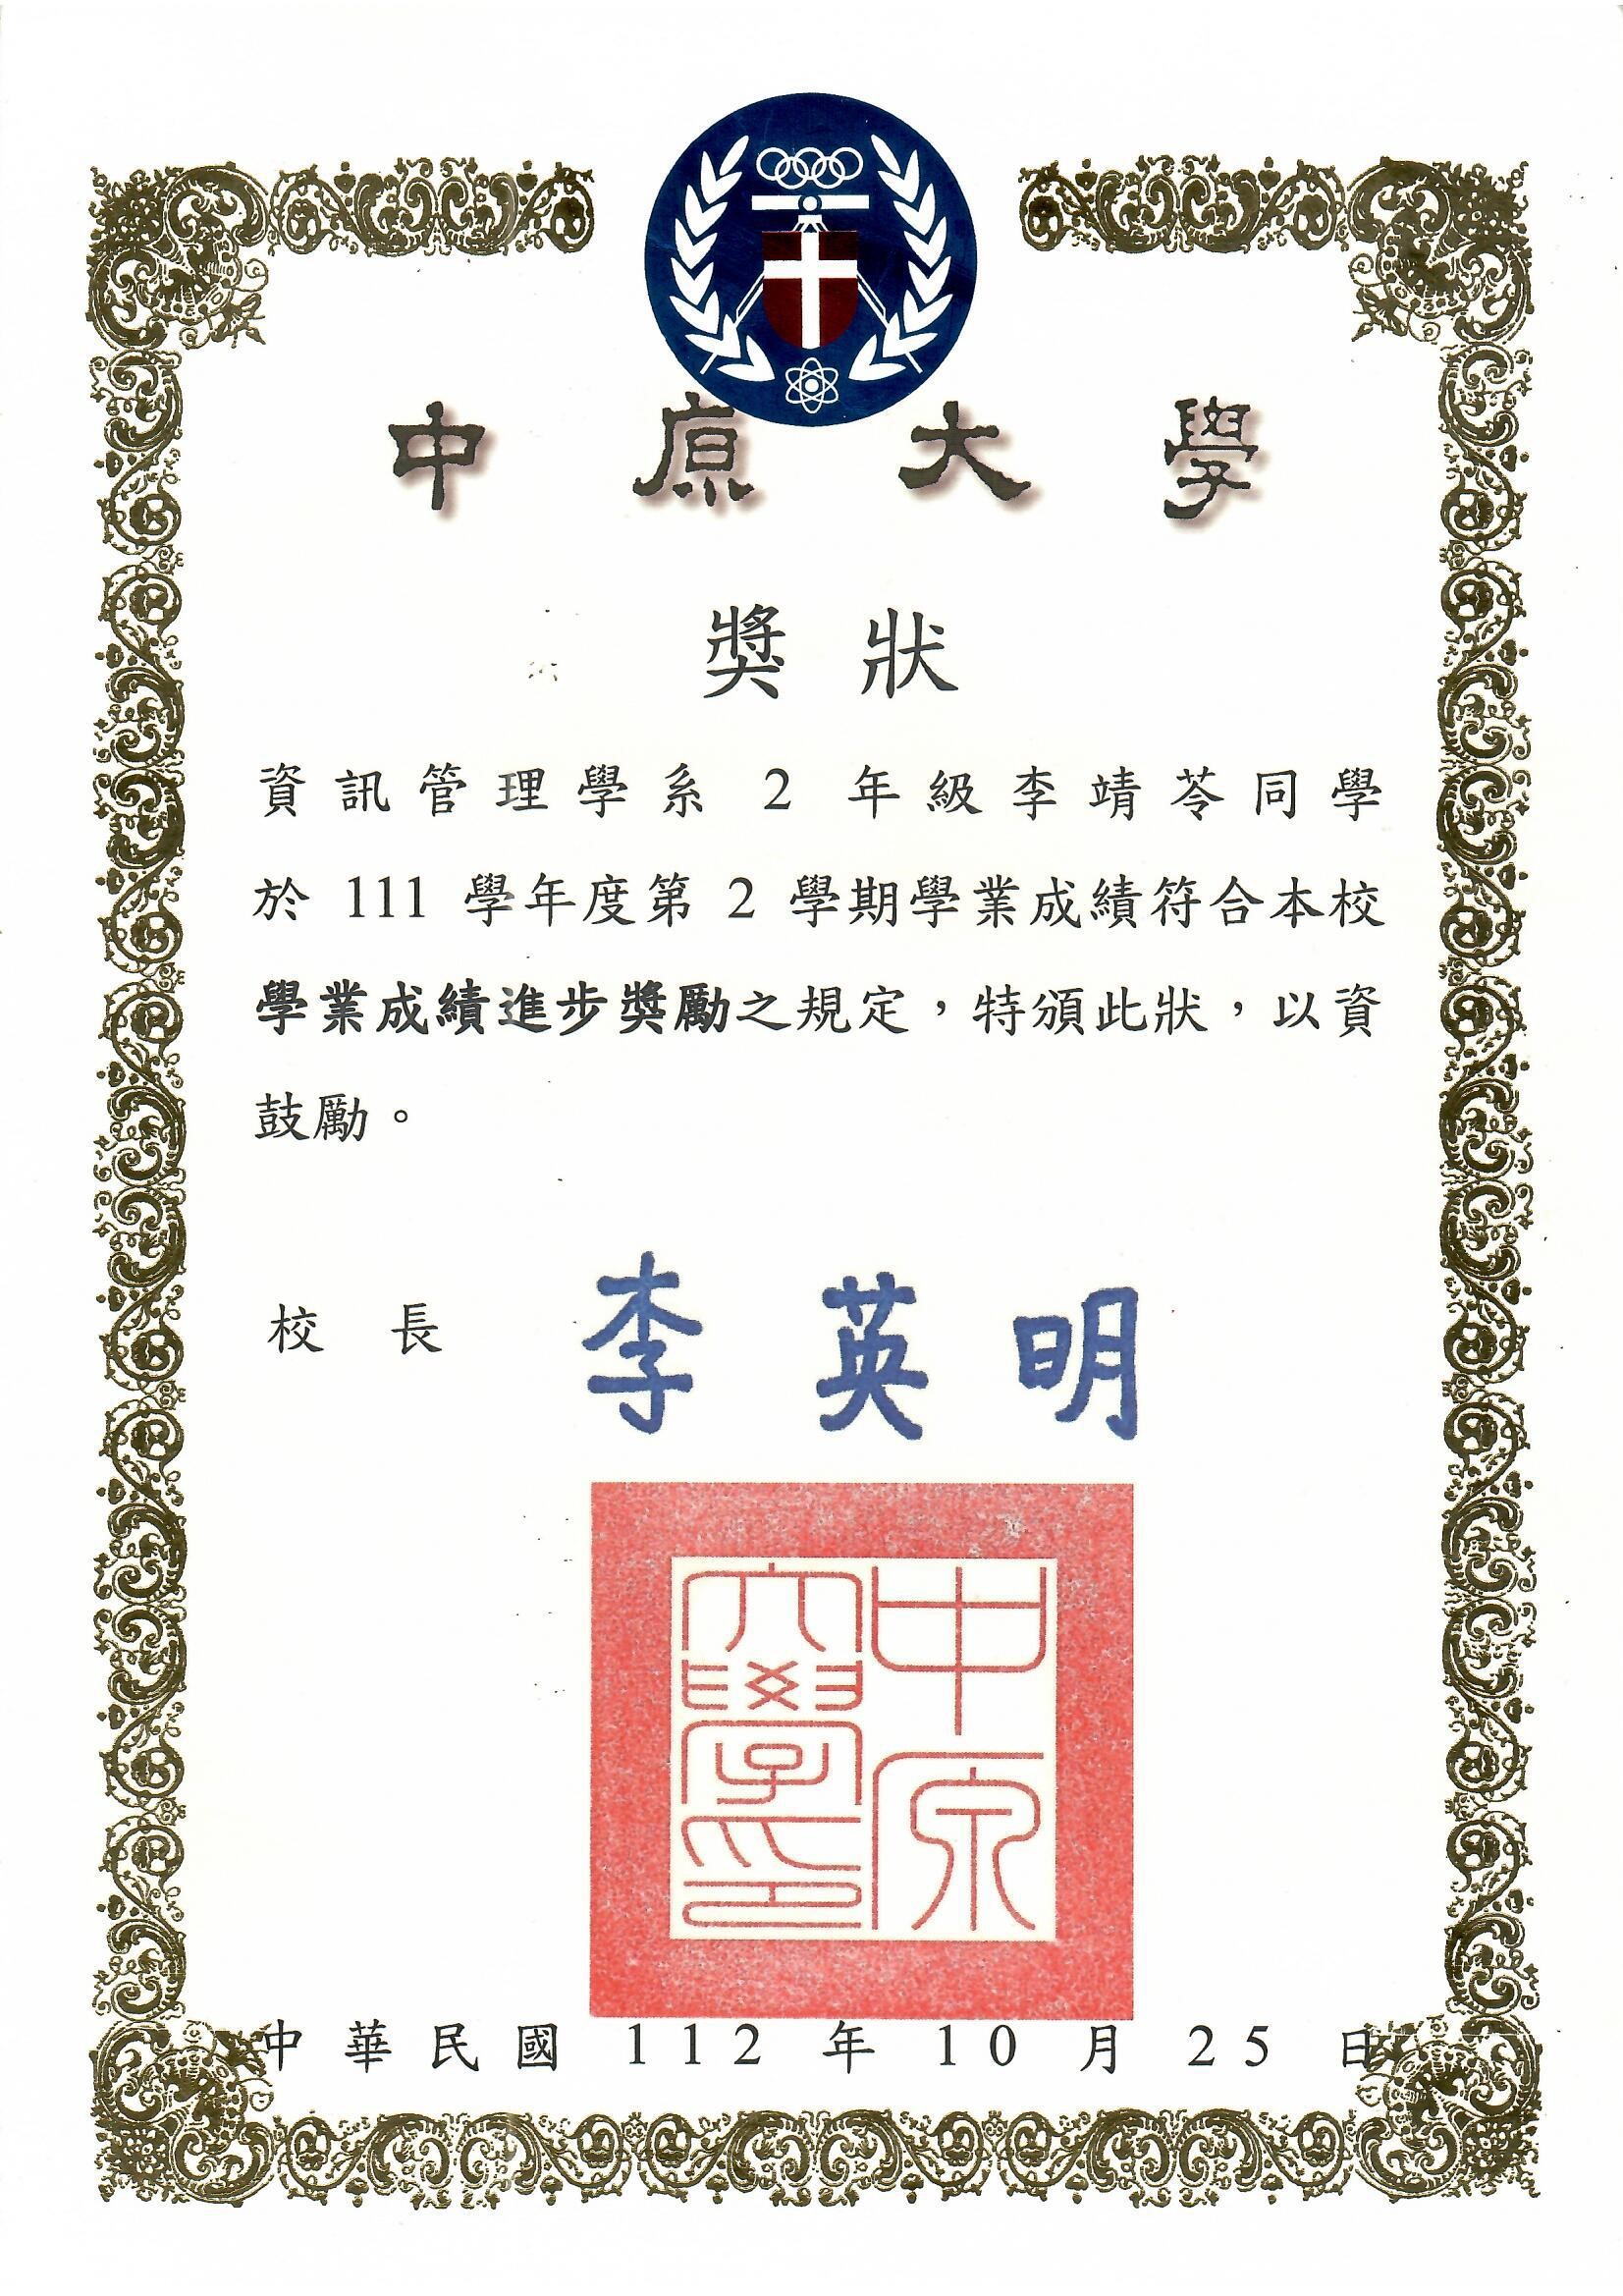 中原大學
獎狀
資訊管理學系 2 年級李靖苓同學
於 111 學年度第 2 學期學業成績符合本校
學業成績進步獎勵之規定，特頒此狀，以資
鼓勵。
校長 李英明
中原
大學印
中華民國 112 年 10 月 25 日